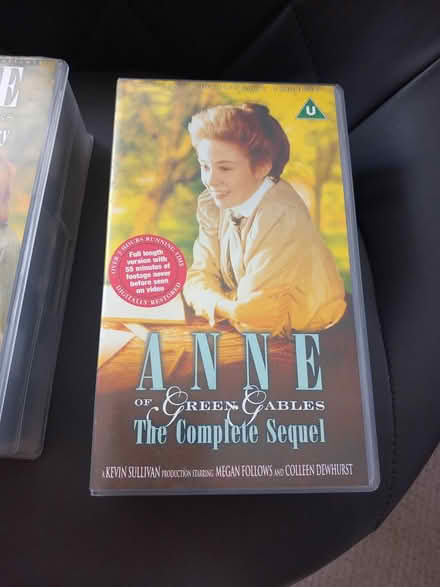 E
U
OVER 3 HOURS RUNNING TIME
Full length
version with
55 minutes of
footage never
before seen
on video
DIGITALLY RESTORED
ANNE
OF GREEN GABLES
The Complete Sequel
A KEVIN SULLIVAN PRODUCTION STARRING MEGAN FOLLOWS AND COLLEEN DEWHURST